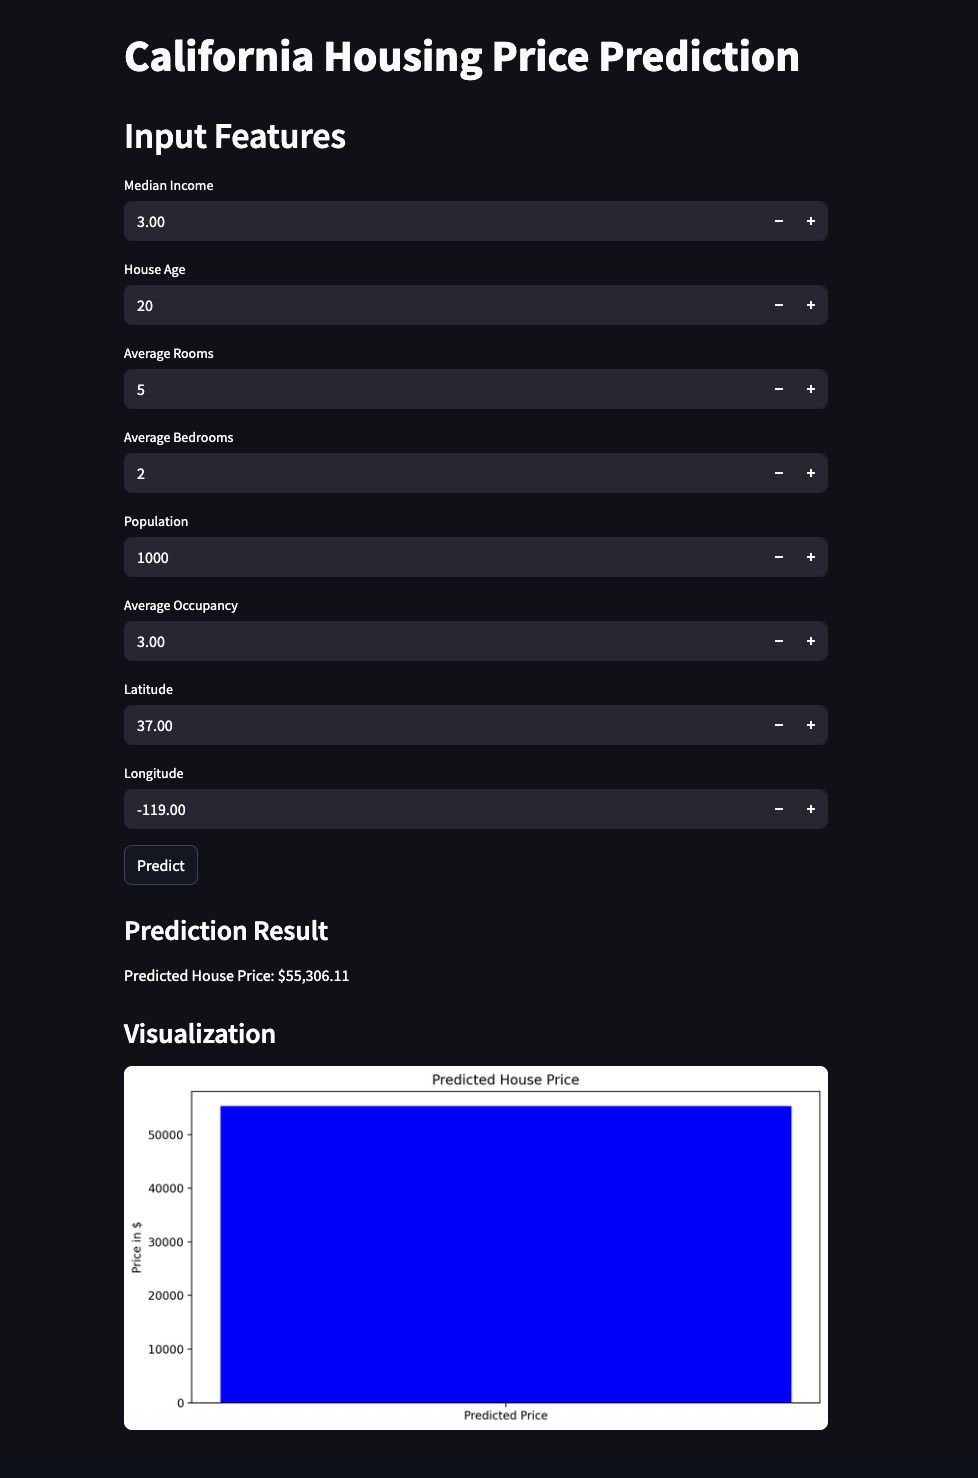 California Housing Price Prediction
Input Features
Median Income
3.00
− +
House Age
20
− +
Average Rooms
5
− +
Average Bedrooms
2
− +
Population
1000
− +
Average Occupancy
3.00
− +
Latitude
37.00
− +
Longitude
-119.00
− +
Predict
Prediction Result
Predicted House Price: $55,306.11
Visualization
Predicted House Price
50000
40000
30000
20000
10000
0
Price in $
Predicted Price